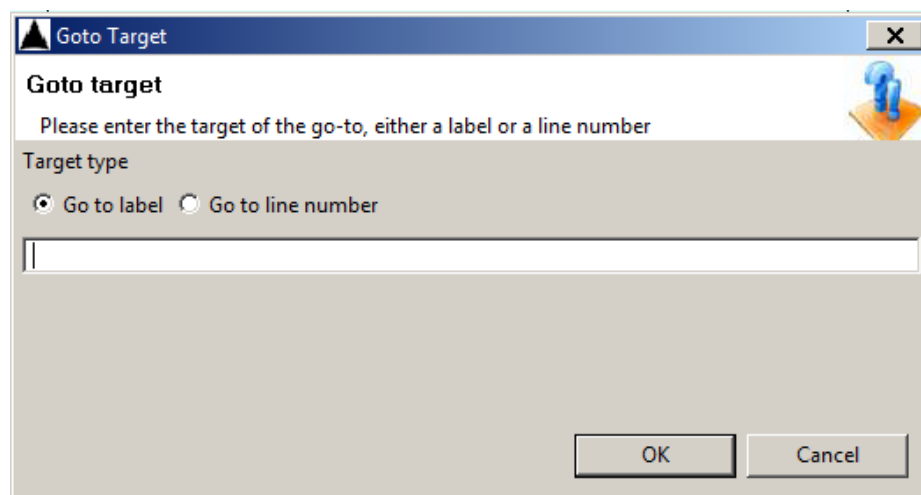 Goto Target
Goto target
Please enter the target of the go-to, either a label or a line number
Target type
Go to label Go to line number
OK Cancel